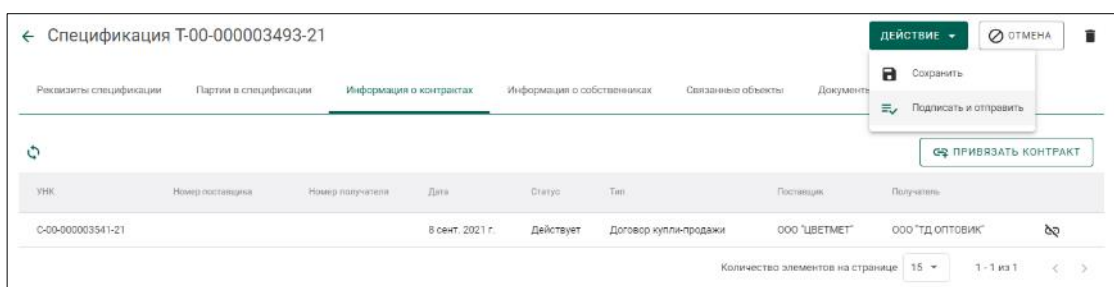 Спецификация Т-00-000003493-21
ДЕЙСТВИЕ
ОТМЕНА
Сохранить
Подписать и отправить
Реквизиты спецификации
Партии в спецификации
Информация о контрактах
Информация о собственниках
Связанные объекты
Документы
ПРИВЯЗАТЬ КОНТРАКТ
УНК Номер поставщика Номер получателя Дата Статус Тип Поставщик Получатель
С-00-000003541-21 8 сент. 2021 г. Действует Договор купли-продажи ООО "ЦВЕТМЕТ" ООО "ТД ОПТОВИК"
Количество элементов на странице 15 1 - 1 из 1